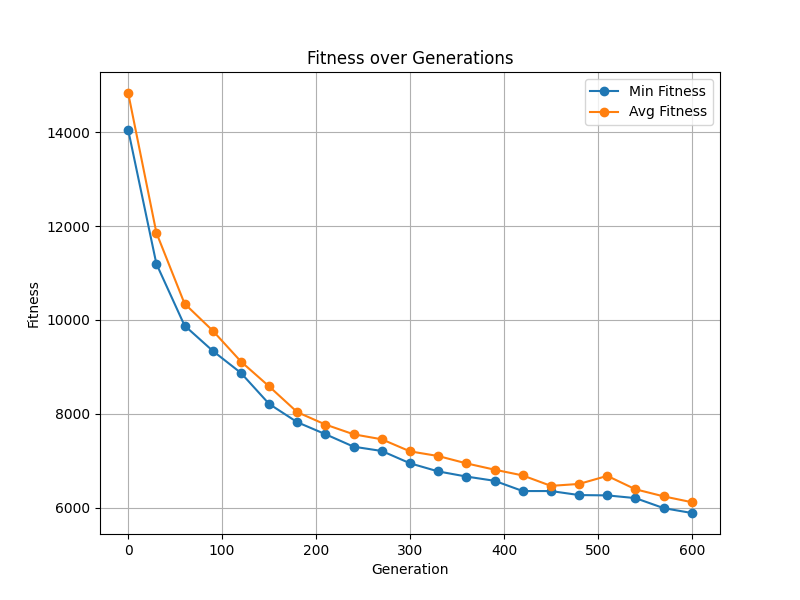 Fitness over Generations
Min Fitness
Avg Fitness
14000
12000
10000
8000
6000
Fitness
0 100 200 300 400 500 600
Generation